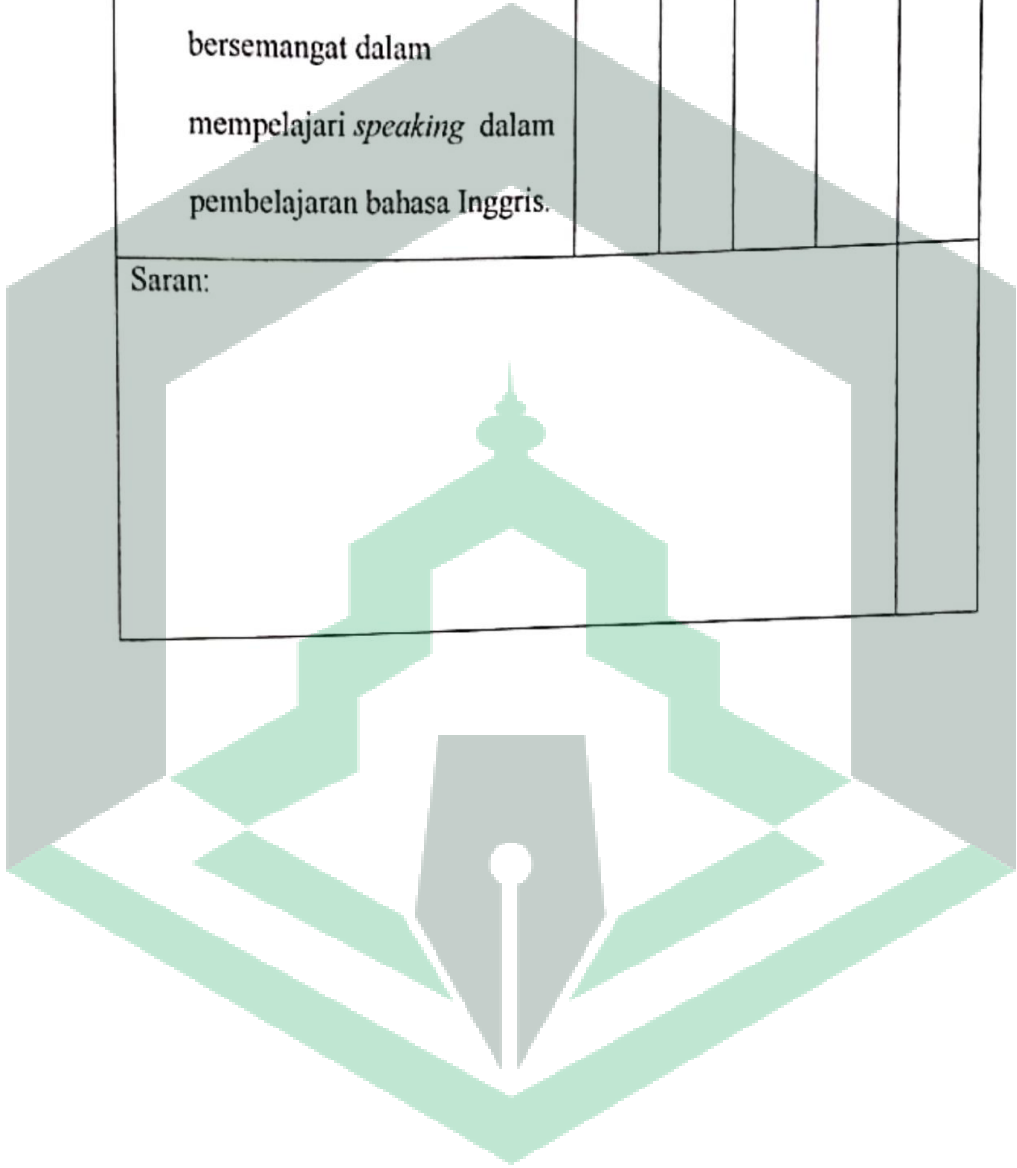 bersemangat dalam
mempelajari speaking dalam
pembelajaran bahasa Inggris.
Saran: